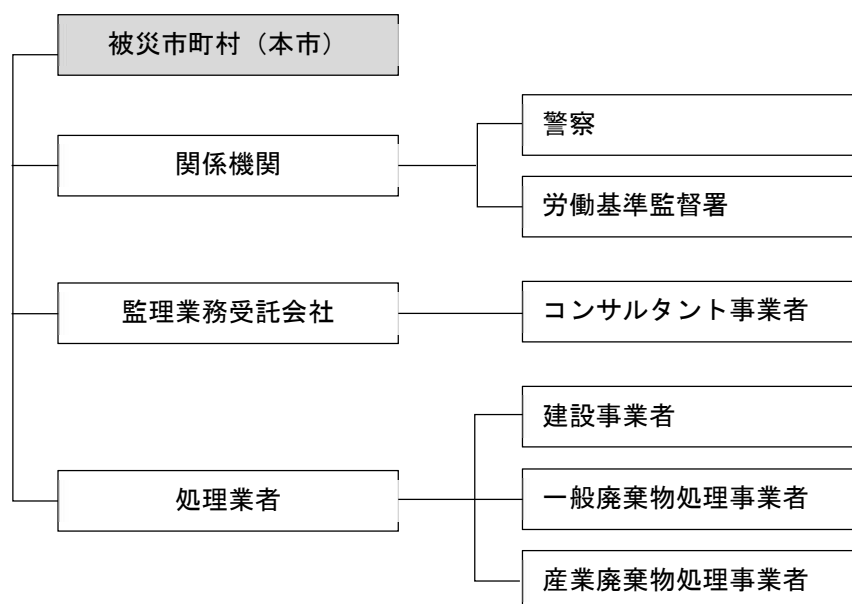 被災市町村（本市）
関係機関
警察
労働基準監督署
監理業務受託会社
コンサルタント事業者
処理業者
建設事業者
一般廃棄物処理事業者
産業廃棄物処理事業者